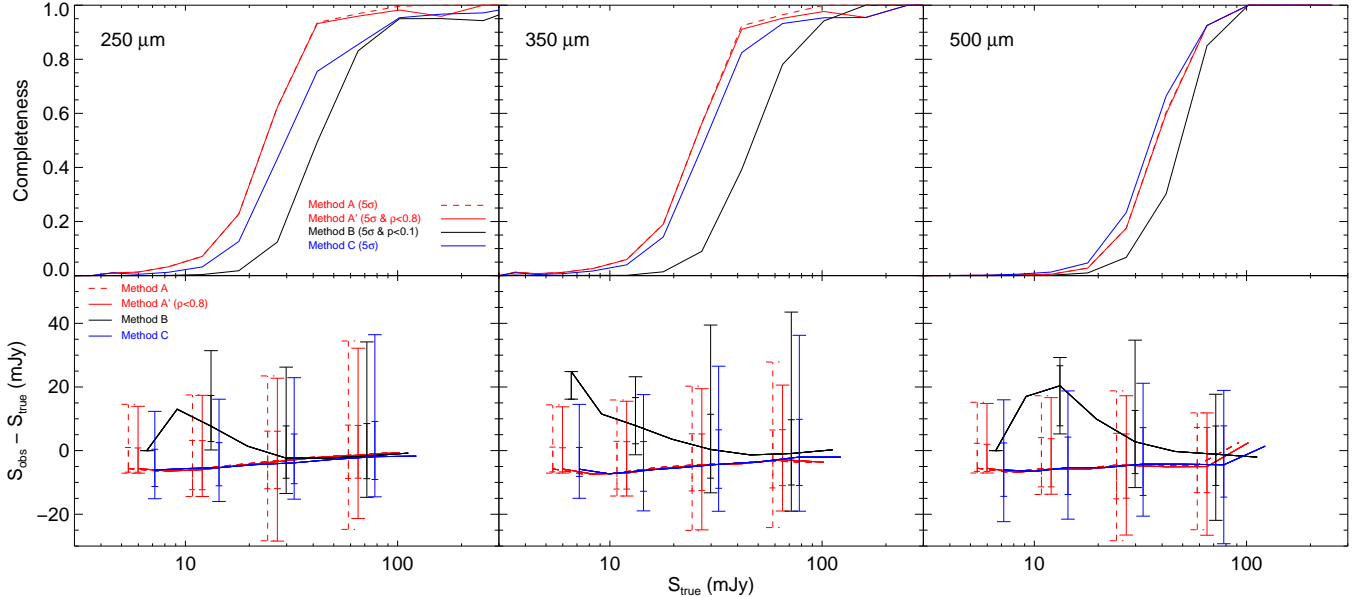 250 μm
350 μm
500 μm
Completeness
1.0
0.8
0.6
0.4
0.2
0.0
Method A (5σ)
Method A' (5σ & ρ<0.8)
Method B (5σ & p<0.1)
Method C (5σ)
Method A
Method A' (ρ<0.8)
Method B
Method C
S_obs − S_true (mJy)
40
20
0
−20
10
100
10
100
10
100
S_true (mJy)